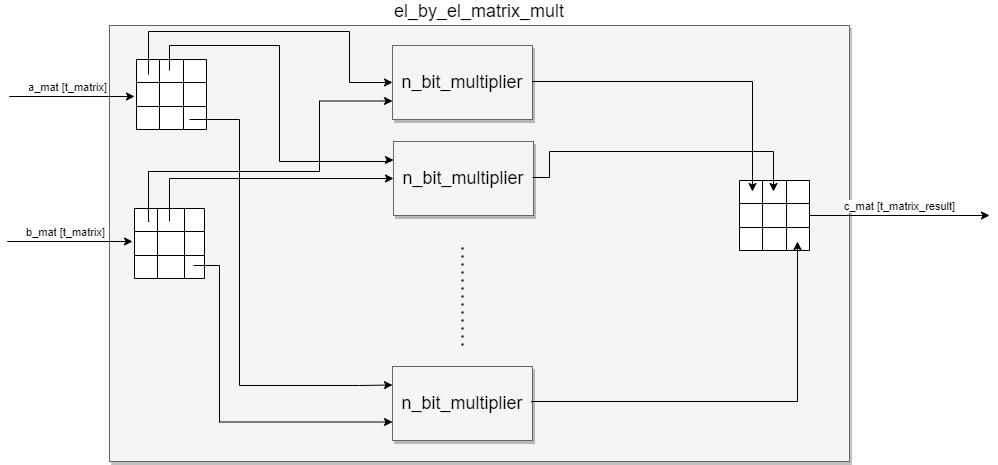 el_by_el_matrix_mult
n_bit_multiplier
a_mat [t_matrix]
n_bit_multiplier
c_mat [t_matrix_result]
b_mat [t_matrix]
n_bit_multiplier